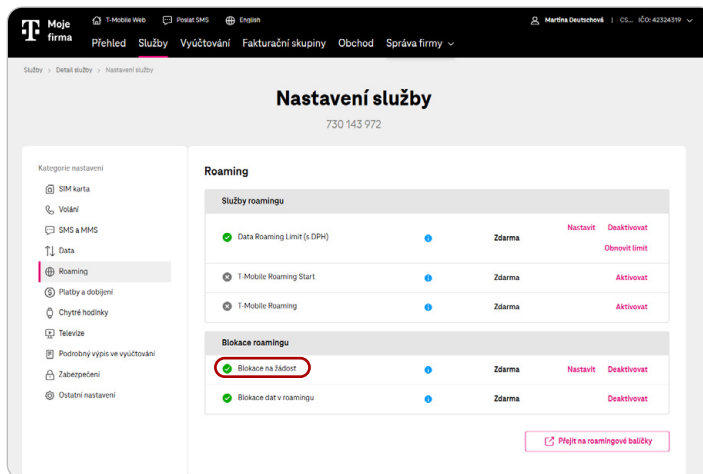 Moje firma
T-Mobile Web Poslat SMS English Martina Deutschová | CS... IČO: 42324319
Přehled Služby Vyúčtování Fakturační skupiny Obchod Správa firmy
Služby > Detail služby > Nastavení služby
Nastavení služby
730 143 972
Kategorie nastavení
SIM karta
Volání
SMS a MMS
Data
Roaming
Platby a dobíjení
Chytré hodinky
Televize
Podrobný výpis ve vyúčtování
Zabezpečení
Ostatní nastavení
Roaming
Služby roamingu
Data Roaming Limit (s DPH) Zdarma Nastavit Deaktivovat
Obnovit limit
T-Mobile Roaming Start Zdarma Aktivovat
T-Mobile Roaming Zdarma Aktivovat
Blokace roamingu
Blokace na žádost Zdarma Nastavit Deaktivovat
Blokace dat v roamingu Zdarma Deaktivovat
Přejít na roamingové balíčky